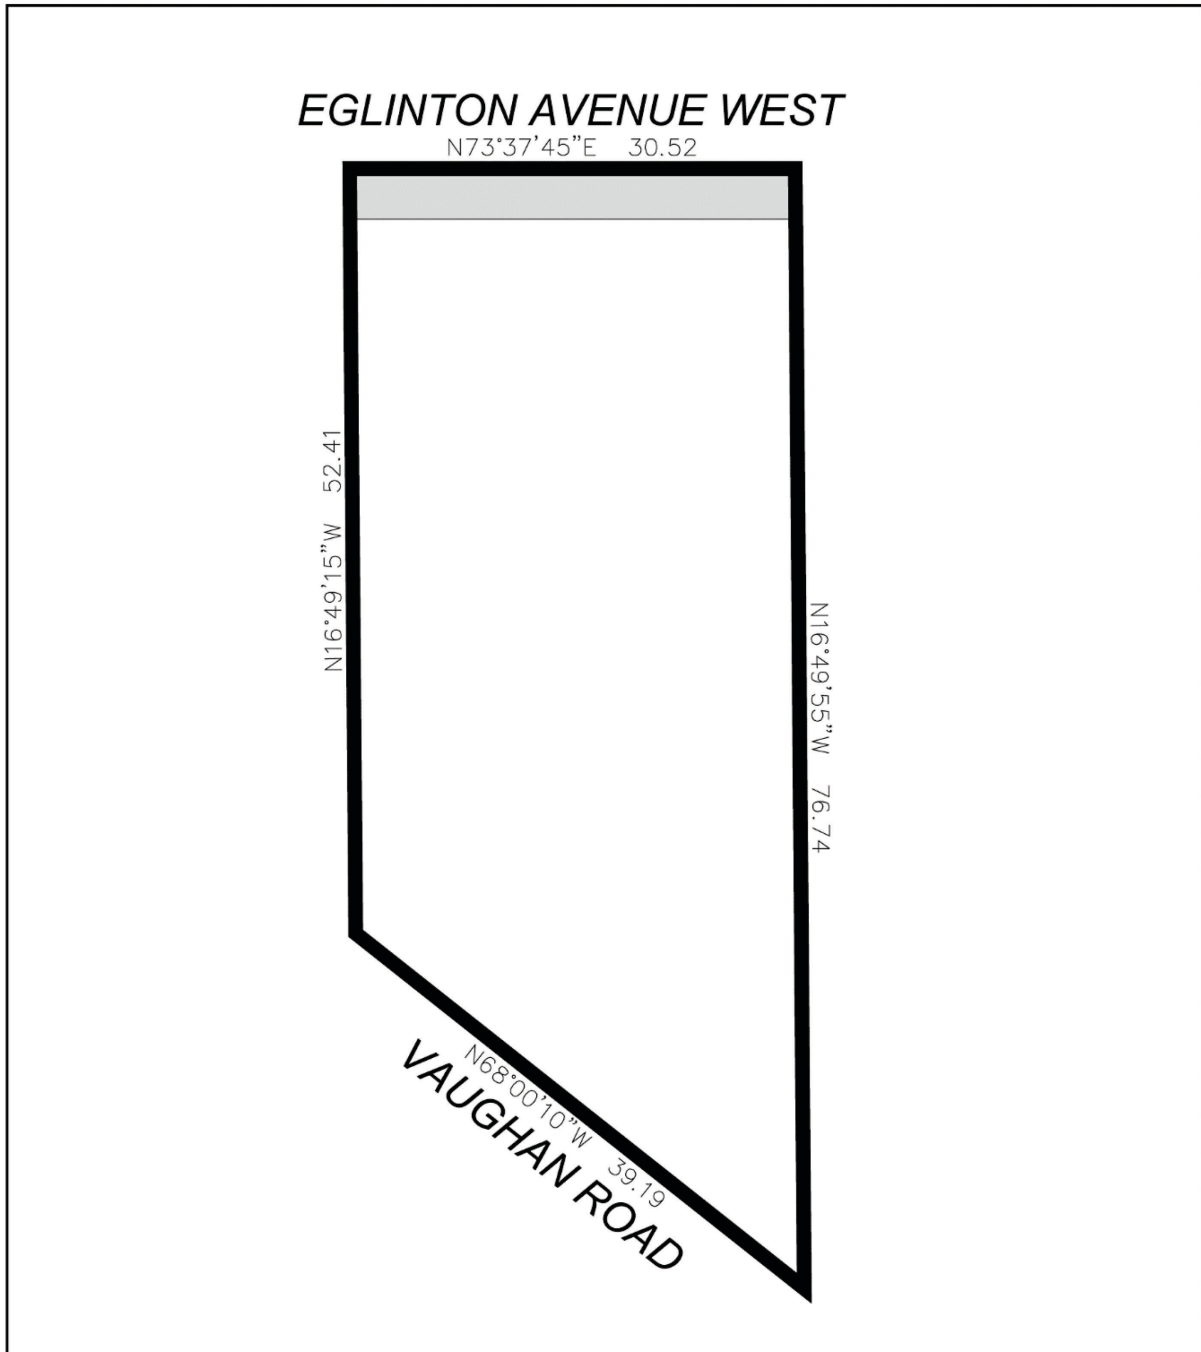 EGLINTON AVENUE WEST
N73°37'45”E 30.52
N16°49'15”W 52.41
N16°49'55”W 76.74
N68°00'10”W 39.19
VAUGHAN ROAD